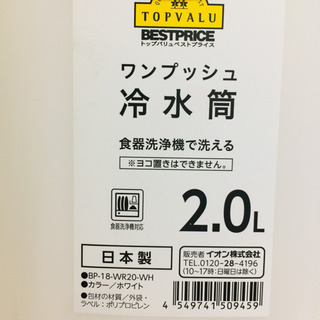 TOPVALU
BESTPRICE
トップバリュベストプライス
ワンプッシュ
冷水筒
食器洗浄機で洗える
※ヨコ置きはできません。
食器洗浄機対応
2.0L
日本製
販売者 イオン株式会社
TEL.0120-28-4196
(10~17時:日曜日は除く)
●BP-18-WR20-WH
●カラー/ホワイト
●包材の材質/外袋・
ラベル:ポリプロピレン
4 549741 509459